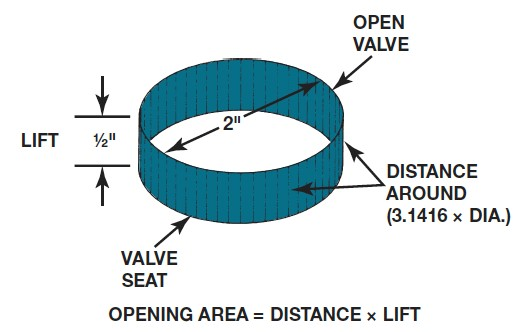 OPEN
VALVE
LIFT
½"
2"
DISTANCE
AROUND
(3.1416 × DIA.)
VALVE
SEAT
OPENING AREA = DISTANCE × LIFT